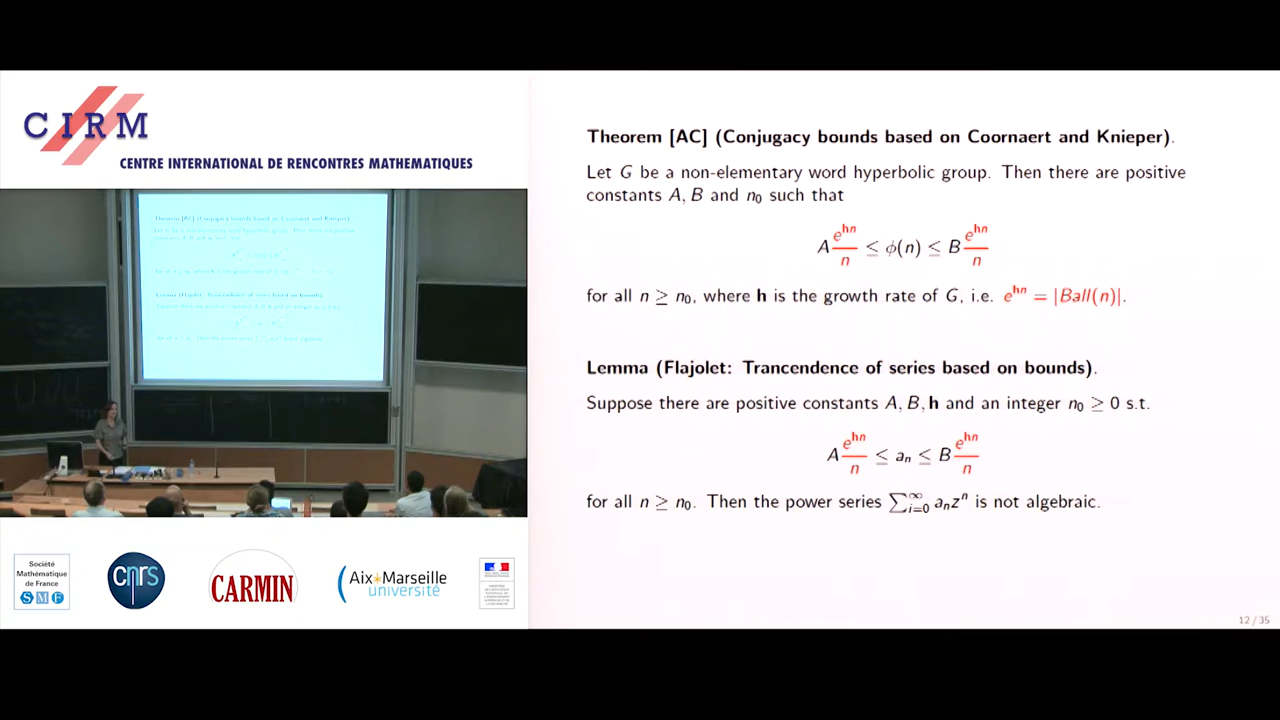 CIRM
CENTRE INTERNATIONAL DE RENCONTRES MATHEMATIQUES
Theorem [AC] (Conjugacy bounds based on Coornaert and Knieper).
Let G be a non-elementary word hyperbolic group. Then there are positive
constants A, B and n₀ such that
A e^{hn}/n ≤ ϕ(n) ≤ B e^{hn}/n
for all n ≥ n₀, where h is the growth rate of G, i.e. e^{hn} = |Ball(n)|.
Lemma (Flajolet: Trancendence of series based on bounds).
Suppose there are positive constants A, B, h and an integer n₀ ≥ 0 s.t.
A e^{hn}/n ≤ aₙ ≤ B e^{hn}/n
for all n ≥ n₀. Then the power series ∑_{i=0}^{∞} aₙzⁿ is not algebraic.
12 / 35
Société
Mathématique
de France
SMF
cnrs
CARMIN
Aix*Marseille
université